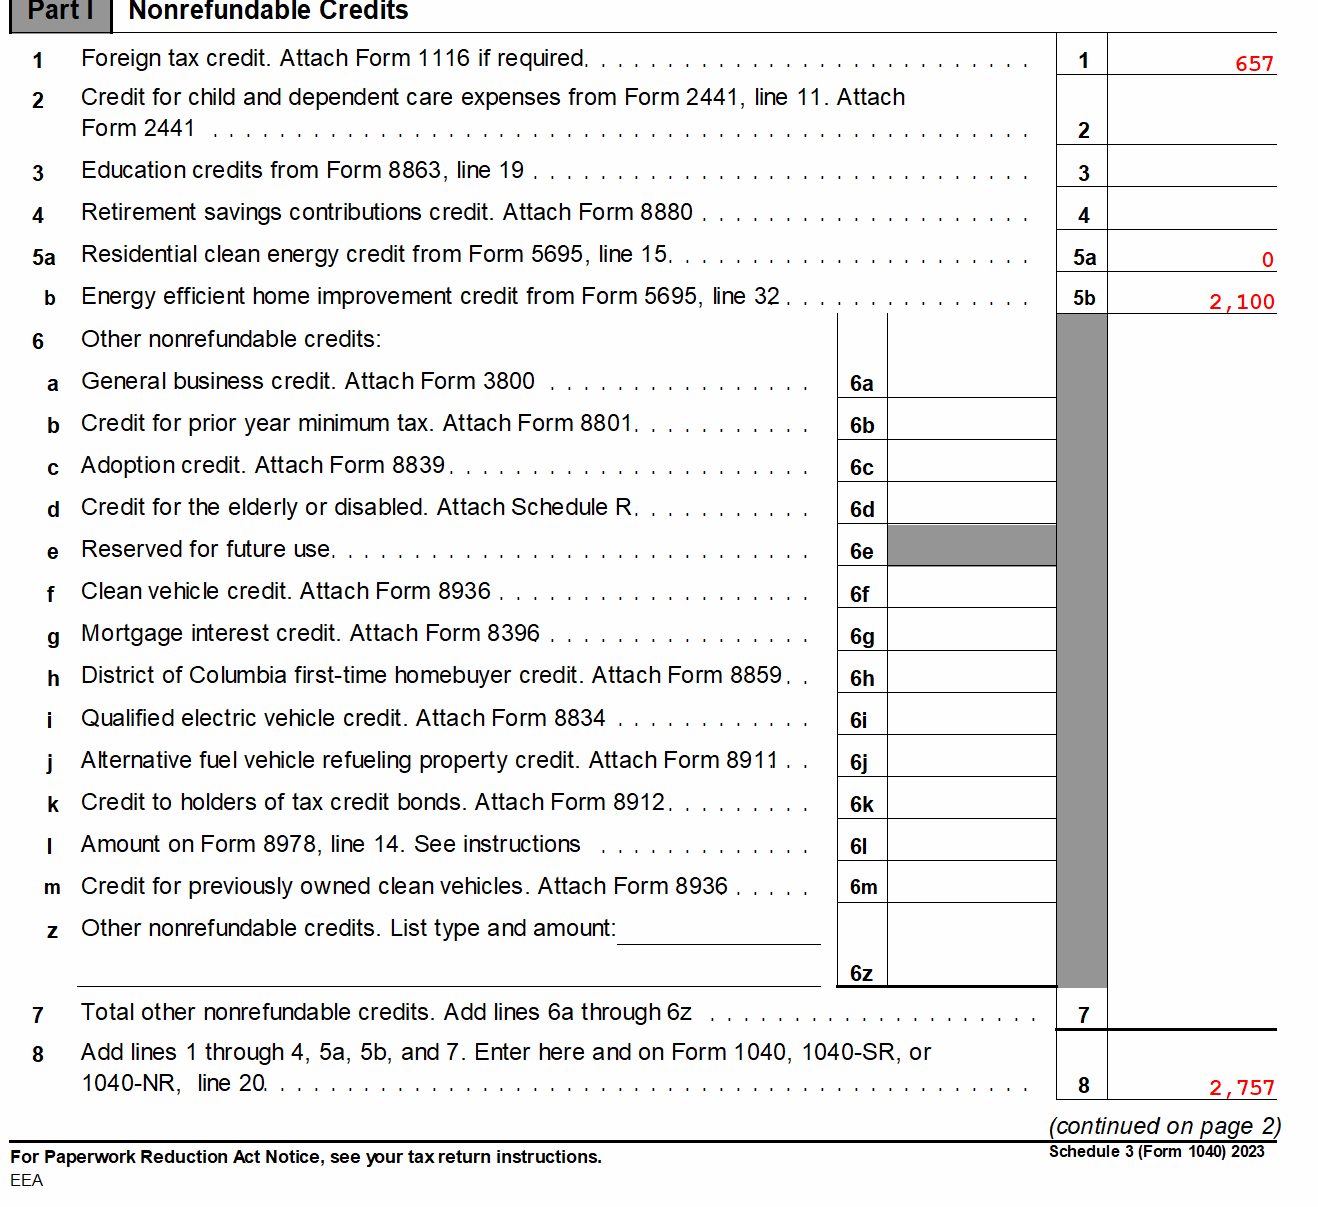 Part I Nonrefundable Credits
1 Foreign tax credit. Attach Form 1116 if required. . . . . . . . . . . . . . . . . . . . . . . . . . . . 1 657
2 Credit for child and dependent care expenses from Form 2441, line 11. Attach
Form 2441 . . . . . . . . . . . . . . . . . . . . . . . . . . . . . . . . . . . . . . . . . . . . . . . . . 2
3 Education credits from Form 8863, line 19 . . . . . . . . . . . . . . . . . . . . . . . . . . . . . . 3
4 Retirement savings contributions credit. Attach Form 8880 . . . . . . . . . . . . . . . . . . . . 4
5a Residential clean energy credit from Form 5695, line 15. . . . . . . . . . . . . . . . . . . . . . 5a 0
b Energy efficient home improvement credit from Form 5695, line 32 . . . . . . . . . . . . . . . 5b 2,100
6 Other nonrefundable credits:
a General business credit. Attach Form 3800 . . . . . . . . . . . . . . . . 6a
b Credit for prior year minimum tax. Attach Form 8801. . . . . . . . . . . 6b
c Adoption credit. Attach Form 8839. . . . . . . . . . . . . . . . . . . . . . 6c
d Credit for the elderly or disabled. Attach Schedule R. . . . . . . . . . . 6d
e Reserved for future use. . . . . . . . . . . . . . . . . . . . . . . . . . . . . 6e
f Clean vehicle credit. Attach Form 8936 . . . . . . . . . . . . . . . . . . . 6f
g Mortgage interest credit. Attach Form 8396 . . . . . . . . . . . . . . . . 6g
h District of Columbia first-time homebuyer credit. Attach Form 8859. . 6h
i Qualified electric vehicle credit. Attach Form 8834 . . . . . . . . . . . . 6i
j Alternative fuel vehicle refueling property credit. Attach Form 8911 . . 6j
k Credit to holders of tax credit bonds. Attach Form 8912. . . . . . . . . 6k
l Amount on Form 8978, line 14. See instructions . . . . . . . . . . . . . 6l
m Credit for previously owned clean vehicles. Attach Form 8936 . . . . . 6m
z Other nonrefundable credits. List type and amount:
6z
7 Total other nonrefundable credits. Add lines 6a through 6z . . . . . . . . . . . . . . . . . . . . 7
8 Add lines 1 through 4, 5a, 5b, and 7. Enter here and on Form 1040, 1040-SR, or
1040-NR, line 20. . . . . . . . . . . . . . . . . . . . . . . . . . . . . . . . . . . . . . . . . . . . . . 8 2,757
(continued on page 2)
For Paperwork Reduction Act Notice, see your tax return instructions. Schedule 3 (Form 1040) 2023
EEA